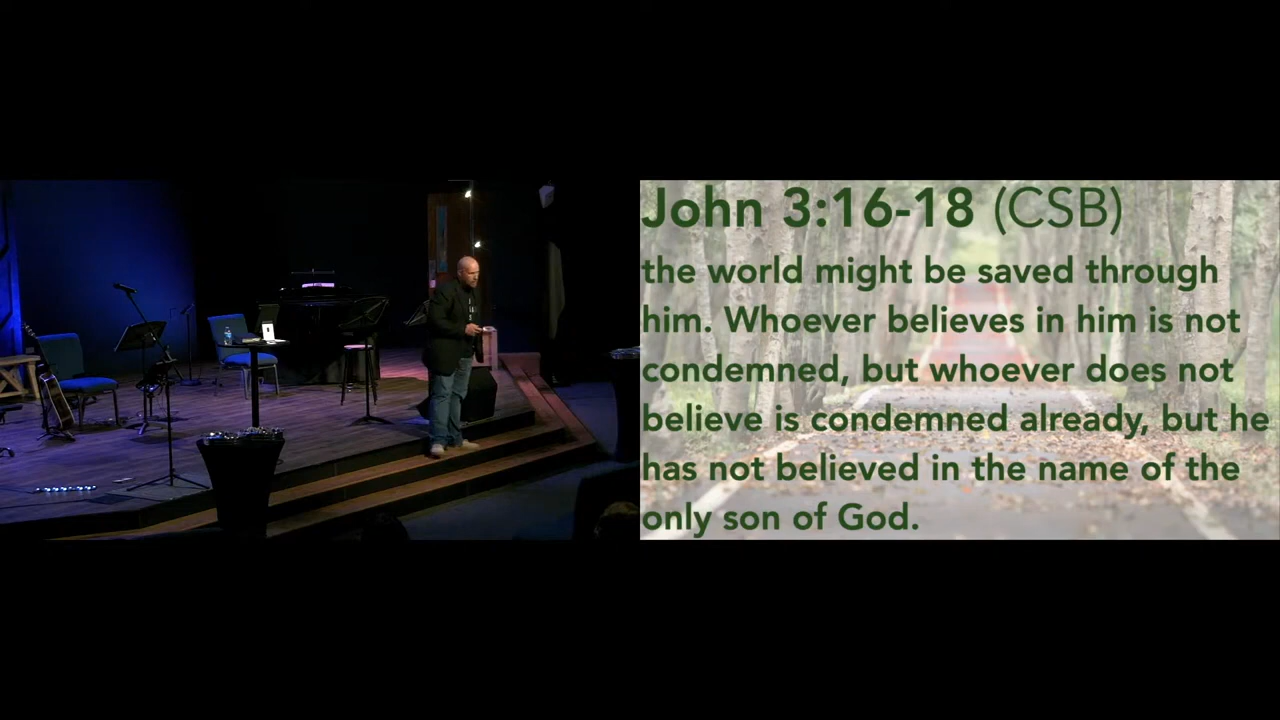 John 3:16-18 (CSB)
the world might be saved through
him. Whoever believes in him is not
condemned, but whoever does not
believe is condemned already, but he
has not believed in the name of the
only son of God.